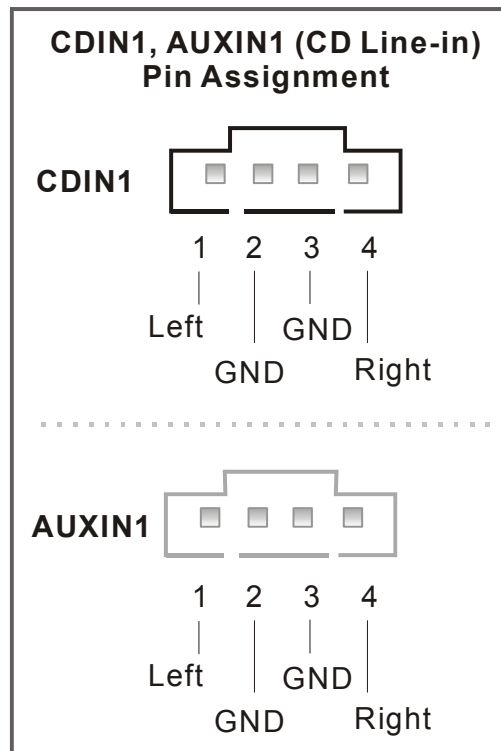 CDIN1, AUXIN1 (CD Line-in)
Pin Assignment
CDIN1
1 2 3 4
Left
GND
GND
Right
AUXIN1
1 2 3 4
Left
GND
GND
Right